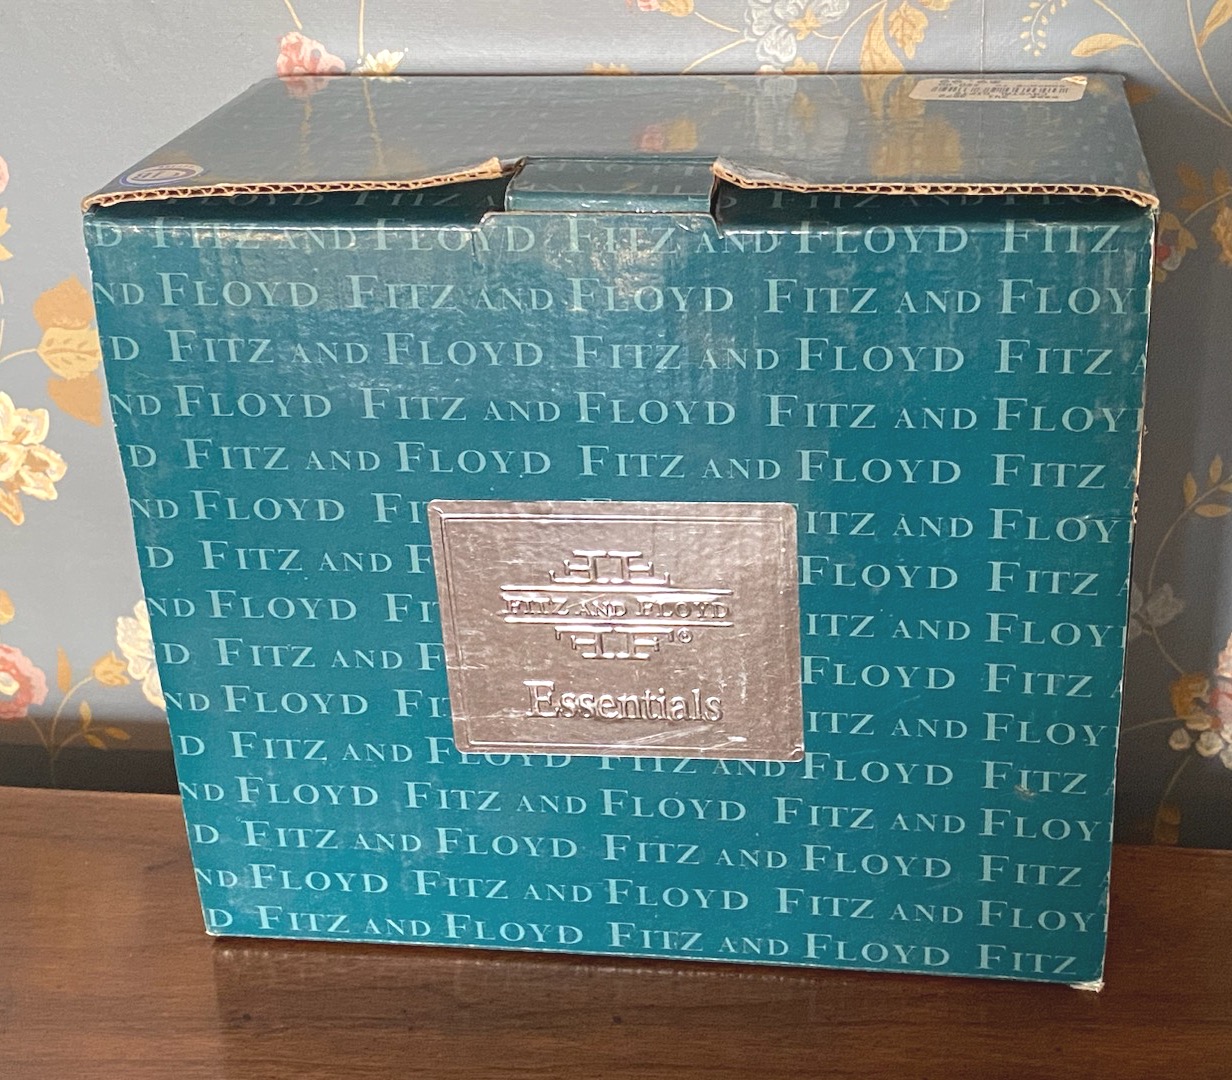 D FITZ AND FLOYD FITZ AND FLOYD FITZ
ND FLOYD FITZ AND FLOYD FITZ AND FLOY
D FITZ AND FLOYD FITZ AND FLOYD FITZ A
ND FLOYD FITZ AND FLOYD FITZ AND FLOY
D FITZ AND FLOYD FITZ AND FLOYD FITZ
ND FLOYD FI ITZ AND FLOY
D FITZ AND F FLOYD FITZ A
ND FLOYD FIT ITZ AND FLOY
D FITZ AND F FLOYD FITZ A
ND FLOYD FI ITZ AND FLOY
D FITZ AND FLOYD FITZ AND FLOYD FITZ
ND FLOYD FITZ AND FLOYD FITZ AND FLOY
D FITZ AND FLOYD FITZ AND FLOYD FITZ
ND FLOYD FITZ AND FLOYD FITZ AND FLOY
D FITZ AND FLOYD FITZ AND FLOYD FITZ
FITZ AND FLOYD
®
Essentials